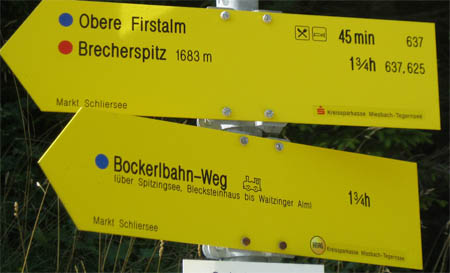 Obere Firstalm 45 min 637
Brecherspitz 1683 m 1¾h 637,625
Markt Schliersee Kreissparkasse Miesbach-Tegernsee
Bockerlbahn-Weg 1¾h
(über Spitzingsee, Blecksteinhaus bis Waitzinger Alm)
Markt Schliersee Kreissparkasse Miesbach-Tegernsee